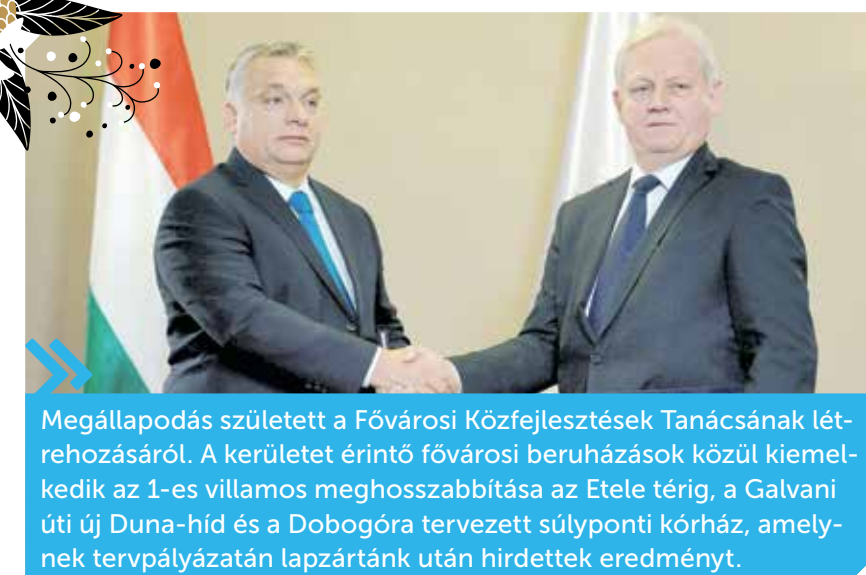 Megállapodás született a Fővárosi Közfejlesztések Tanácsának lét-
rehozásáról. A kerületet érintő fővárosi beruházások közül kiemel-
kedik az 1-es villamos meghosszabbítása az Etele térig, a Galvani
úti új Duna-híd és a Dobogóra tervezett súlyponti kórház, amely-
nek tervpályázatán lapzártánk után hirdettek eredményt.